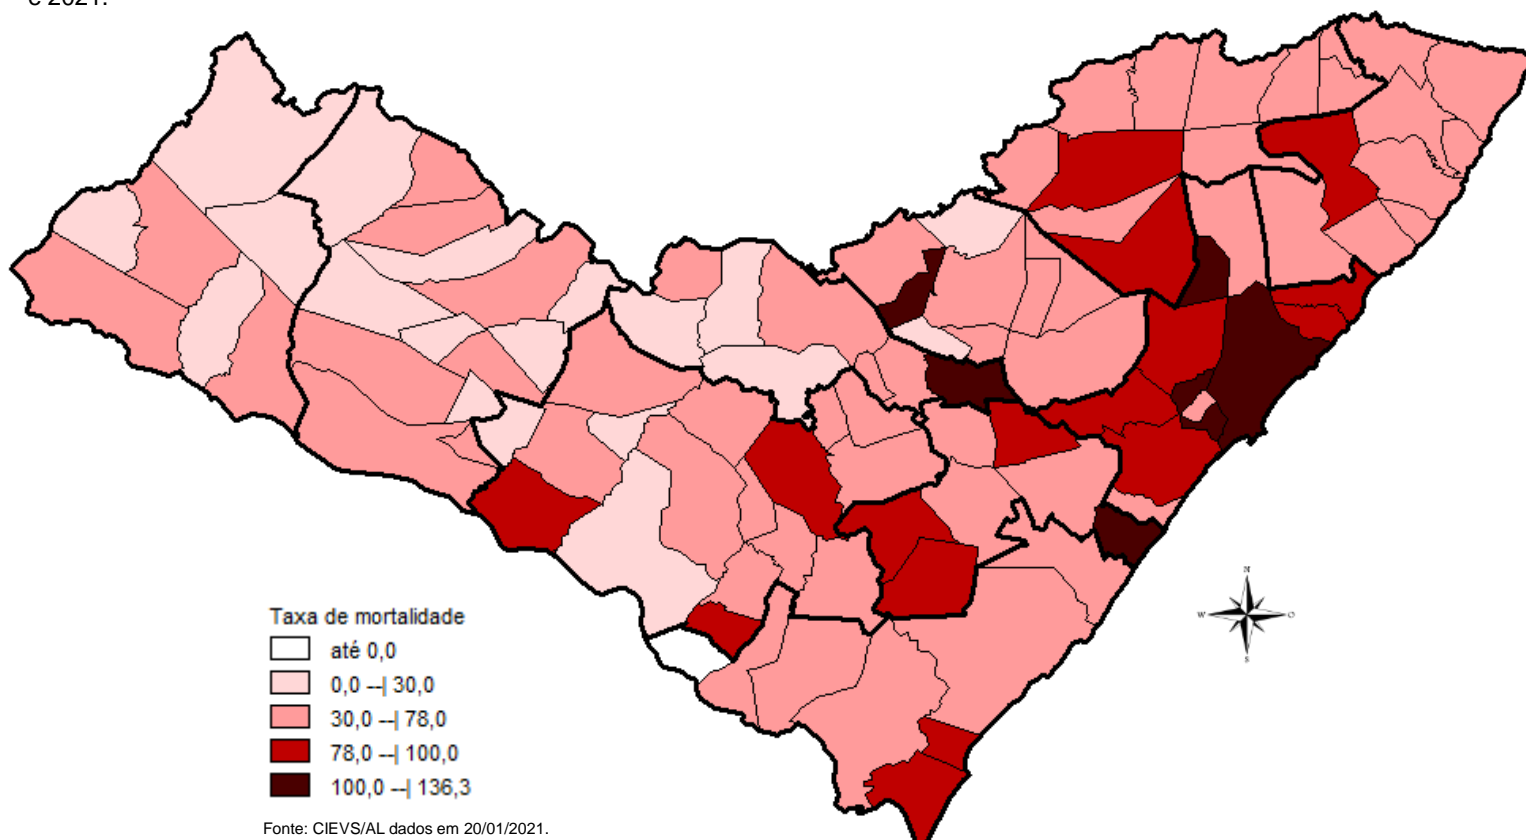 e 2021.
N
W O
S
Taxa de mortalidade
até 0,0
0,0 --| 30,0
30,0 --| 78,0
78,0 --| 100,0
100,0 --| 136,3
Fonte: CIEVS/AL dados em 20/01/2021.